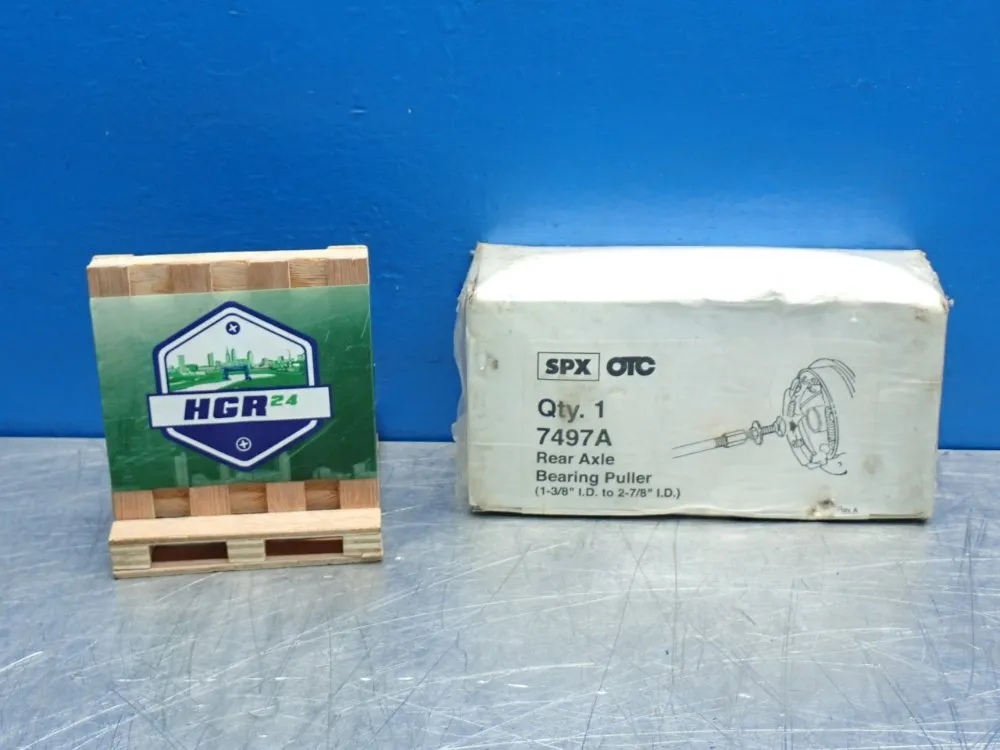 HGR24
SPX OTC
Qty. 1
7497A
Rear Axle
Bearing Puller
(1-3/8" I.D. to 2-7/8" I.D.)